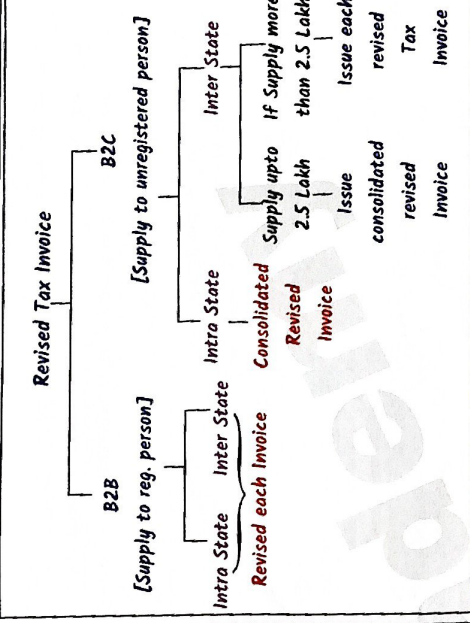 Revised Tax Invoice
B2B
B2C
[Supply to reg. person]
[Supply to unregistered person]
Intra State
Inter State
Revised each Invoice
Intra State
Inter State
Consolidated
Revised
Invoice
Supply upto
2.5 Lakh
Issue
consolidated
revised
Invoice
If Supply more
than 2.5 Lakh
Issue each
revised
Tax
Invoice